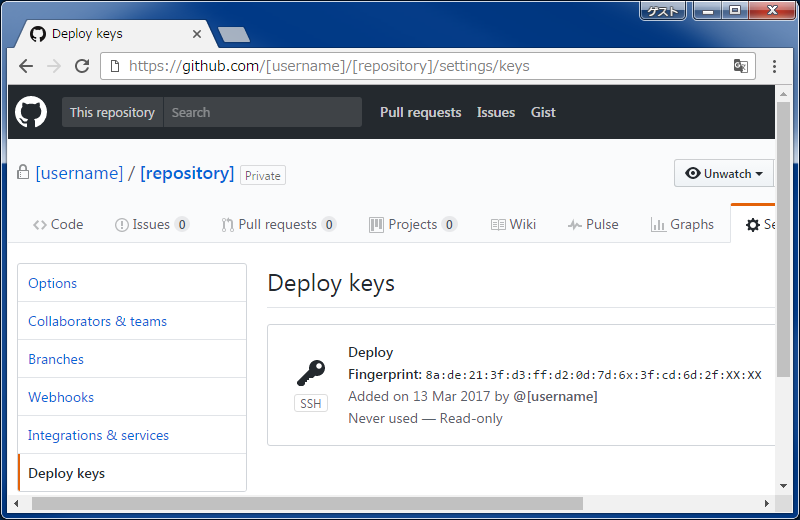 ゲスト
Deploy keys
https://github.com/[username]/[repository]/settings/keys
This repository Search Pull requests Issues Gist
[username] / [repository] Private Unwatch
Code Issues 0 Pull requests 0 Projects 0 Wiki Pulse Graphs Se
Options
Collaborators & teams
Branches
Webhooks
Integrations & services
Deploy keys
Deploy keys
Deploy
Fingerprint: 8a:de:21:3f:d3:ff:d2:0d:7d:6x:3f:cd:6d:2f:XX:XX
SSH
Added on 13 Mar 2017 by @[username]
Never used — Read-only